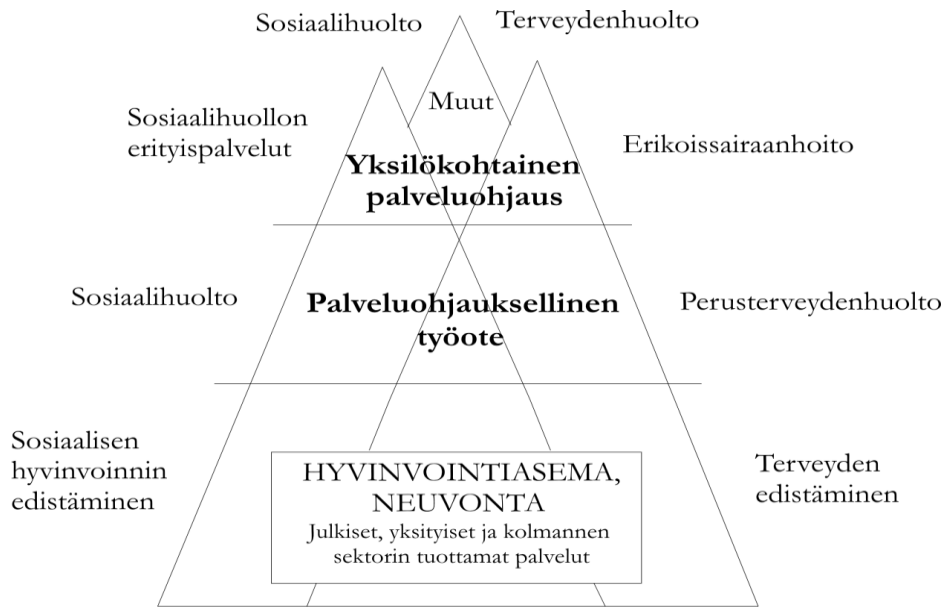 Sosiaalihuolto
Terveydenhuolto
Muut
Sosiaalihuollon
erityispalvelut
Erikoissairaanhoito
Yksilökohtainen
palveluohjaus
Sosiaalihuolto
Palveluohjauksellinen
työote
Perusterveydenhuolto
Sosiaalisen
hyvinvoinnin
edistäminen
HYVINVOINTIASEMA,
NEUVONTA
Julkiset, yksityiset ja kolmannen
sektorin tuottamat palvelut
Terveyden
edistäminen